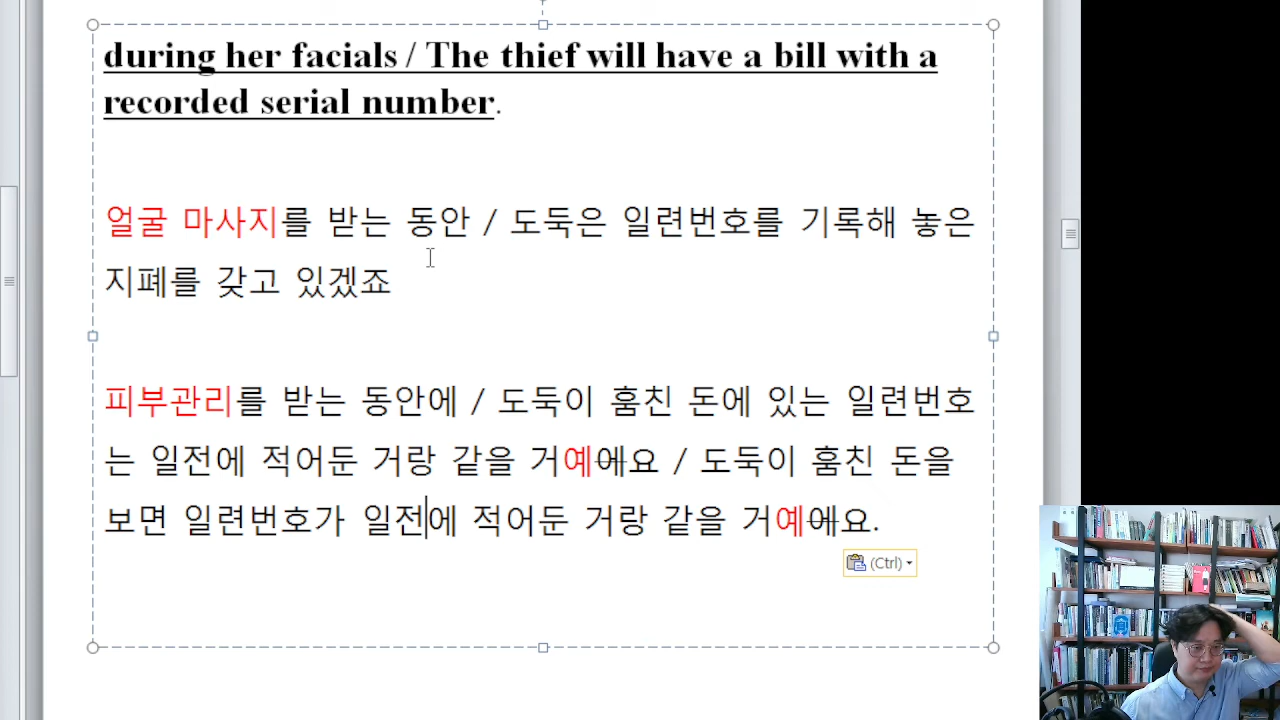 during her facials / The thief will have a bill with a
recorded serial number.
얼굴 마사지를 받는 동안 / 도둑은 일련번호를 기록해 놓은
지폐를 갖고 있겠죠
피부관리를 받는 동안에 / 도둑이 훔친 돈에 있는 일련번호
는 일전에 적어둔 거랑 같을 거예에요 / 도둑이 훔친 돈을
보면 일련번호가 일전에 적어둔 거랑 같을 거예에요.
(Ctrl)